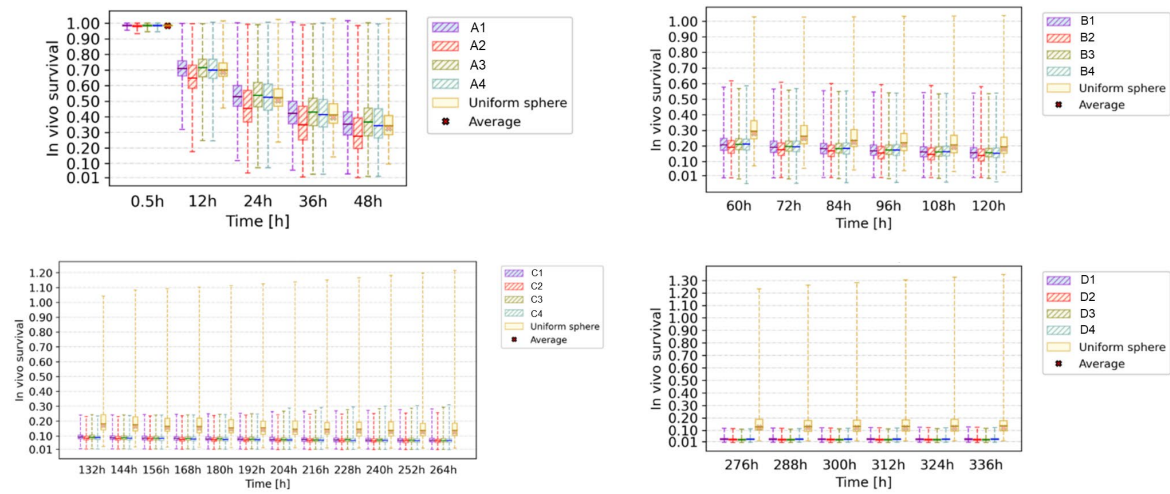 1.00
0.90
0.80
0.70
0.60
0.50
0.40
0.30
0.20
0.10
0.01
In vivo survival
0.5h 12h 24h 36h 48h
Time [h]
A1
A2
A3
A4
Uniform sphere
Average
1.00
0.90
0.80
0.70
0.60
0.50
0.40
0.30
0.20
0.10
0.01
In vivo survival
60h 72h 84h 96h 108h 120h
Time [h]
B1
B2
B3
B4
Uniform sphere
Average
1.20
1.10
1.00
0.90
0.80
0.70
0.60
0.50
0.40
0.30
0.20
0.10
0.01
In vivo survival
132h 144h 156h 168h 180h 192h 204h 216h 228h 240h 252h 264h
Time [h]
C1
C2
C3
C4
Uniform sphere
Average
1.30
1.20
1.10
1.00
0.90
0.80
0.70
0.60
0.50
0.40
0.30
0.20
0.10
0.01
In vivo survival
276h 288h 300h 312h 324h 336h
Time [h]
D1
D2
D3
D4
Uniform sphere
Average